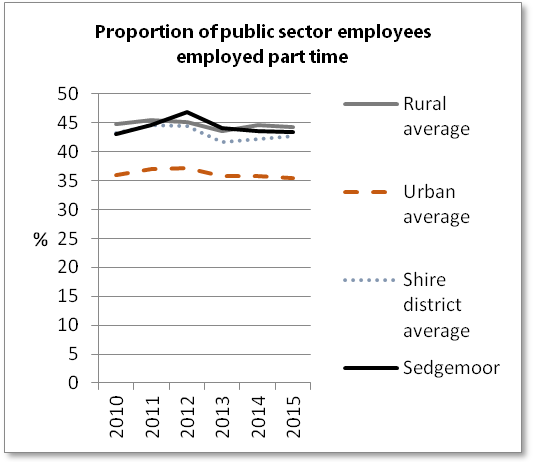 Proportion of public sector employees
employed part time
50
45
40
35
30
25
20
15
10
5
0
%
2010
2011
2012
2013
2014
2015
Rural
average
Urban
average
Shire
district
average
Sedgemoor